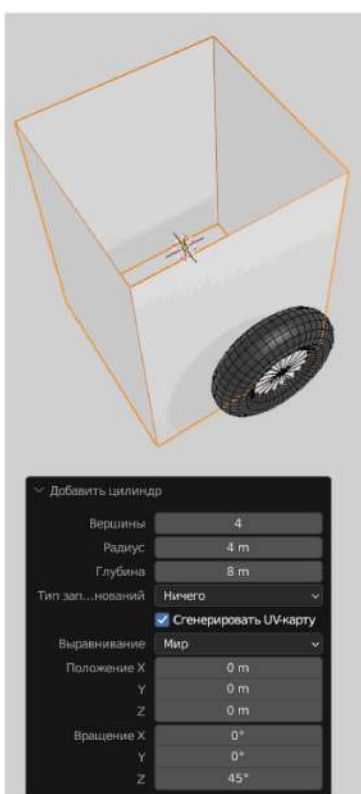 Добавить цилиндр
Вершины 4
Радиус 4 m
Глубина 8 m
Тип зап...нований Ничего
Сгенерировать UV-карту
Выравнивание Мир
Положение X 0 m
Y 0 m
Z 0 m
Вращение X 0°
Y 0°
Z 45°